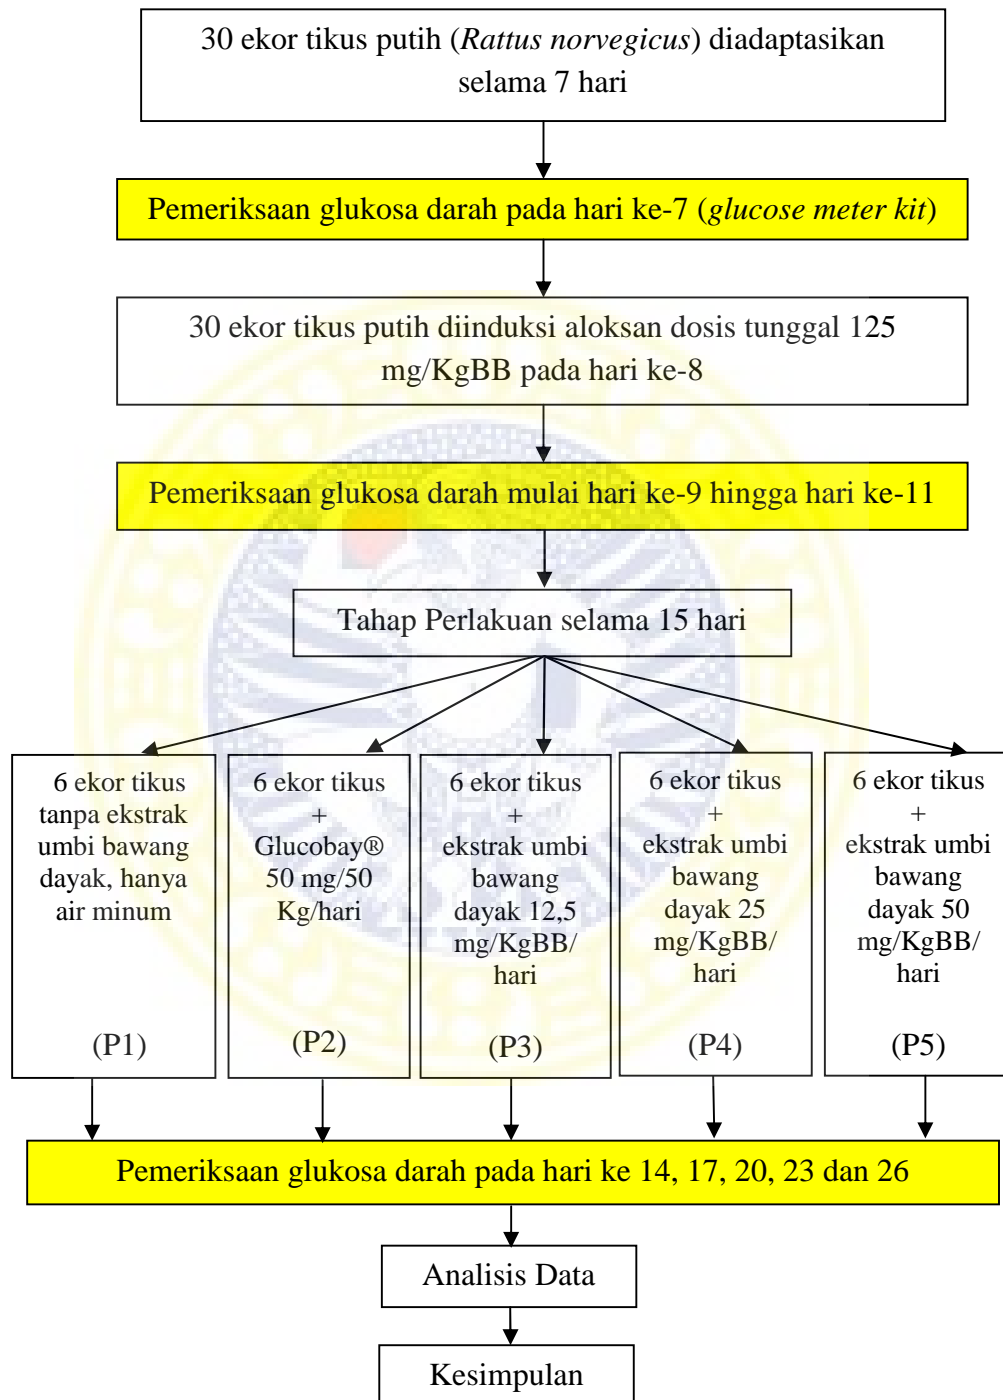 30 ekor tikus putih (Rattus norvegicus) diadaptasikan
selama 7 hari
Pemeriksaan glukosa darah pada hari ke-7 (glucose meter kit)
30 ekor tikus putih diinduksi aloksan dosis tunggal 125
mg/KgBB pada hari ke-8
Pemeriksaan glukosa darah mulai hari ke-9 hingga hari ke-11
Tahap Perlakuan selama 15 hari
6 ekor tikus
tanpa ekstrak
umbi bawang
dayak, hanya
air minum
(P1)
6 ekor tikus
+
Glucobay®
50 mg/50
Kg/hari
(P2)
6 ekor tikus
+
ekstrak umbi
bawang
dayak 12,5
mg/KgBB/
hari
(P3)
6 ekor tikus
+
ekstrak umbi
bawang
dayak 25
mg/KgBB/
hari
(P4)
6 ekor tikus
+
ekstrak umbi
bawang
dayak 50
mg/KgBB/
hari
(P5)
Pemeriksaan glukosa darah pada hari ke 14, 17, 20, 23 dan 26
Analisis Data
Kesimpulan